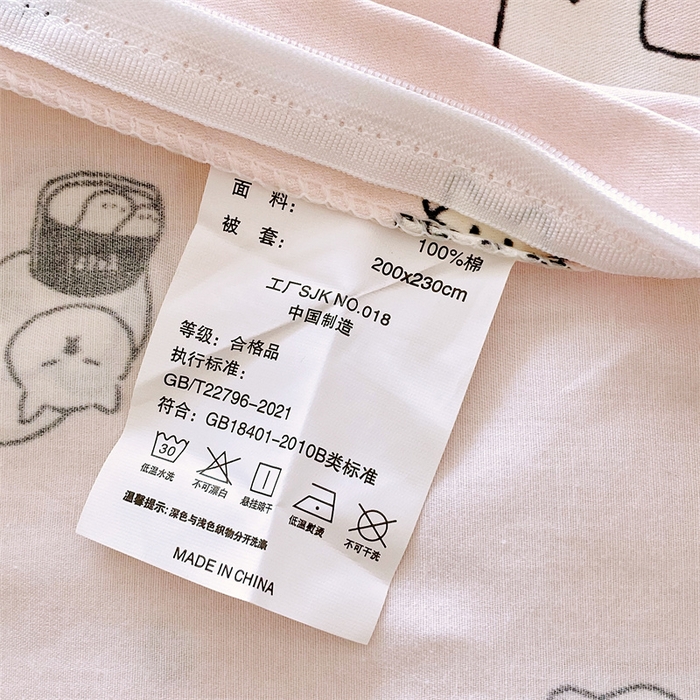 面 料:
100%棉
被 套:
200x230cm
工厂SJK NO.018
中国制造
等级: 合格品
执行标准:
GB/T22796-2021
符合: GB18401-2010B类标准
30
低温水洗 不可漂白 悬挂晾干 低温熨烫 不可干洗
温馨提示: 深色与浅色织物分开洗涤
MADE IN CHINA